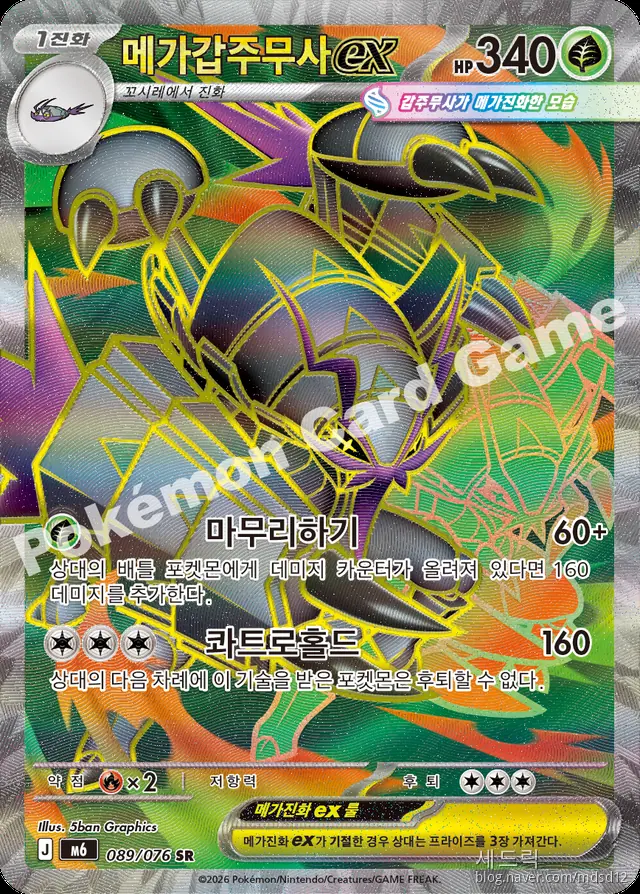 1진화 메가갑주무사ex HP340
꼬시레에서 진화
갑주무사가 메가진화한 모습
Pokémon Card Game
마무리하기 60+
상대의 배틀 포켓몬에게 데미지 카운터가 올려져 있다면 160
데미지를 추가한다.
콰트로홀드 160
상대의 다음 차례에 이 기술을 받은 포켓몬은 후퇴할 수 없다.
약점 ×2 저항력 후퇴
메가진화 ex 룰
메가진화 ex가 기절한 경우 상대는 프라이즈를 3장 가져간다.
Illus. 5ban Graphics
J M6 089/076 SR
©2026 Pokémon/Nintendo/Creatures/GAME FREAK.
세드릭
blog.naver.com/mdsd12